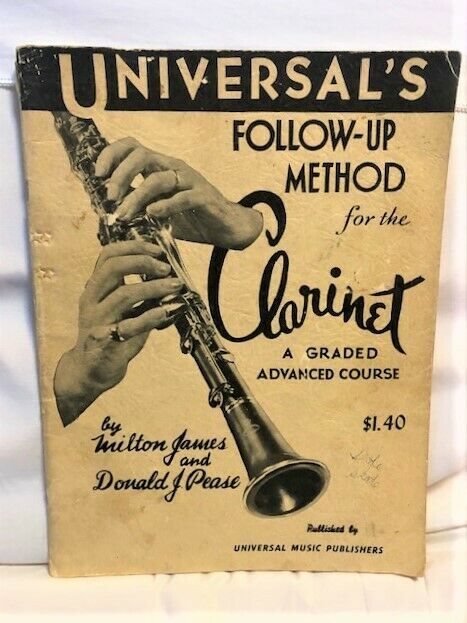 UNIVERSAL'S
FOLLOW-UP
METHOD
for the
Clarinet
A GRADED
ADVANCED COURSE
$1.40
by
Milton James
and
Donald J Pease
Published by
UNIVERSAL MUSIC PUBLISHERS